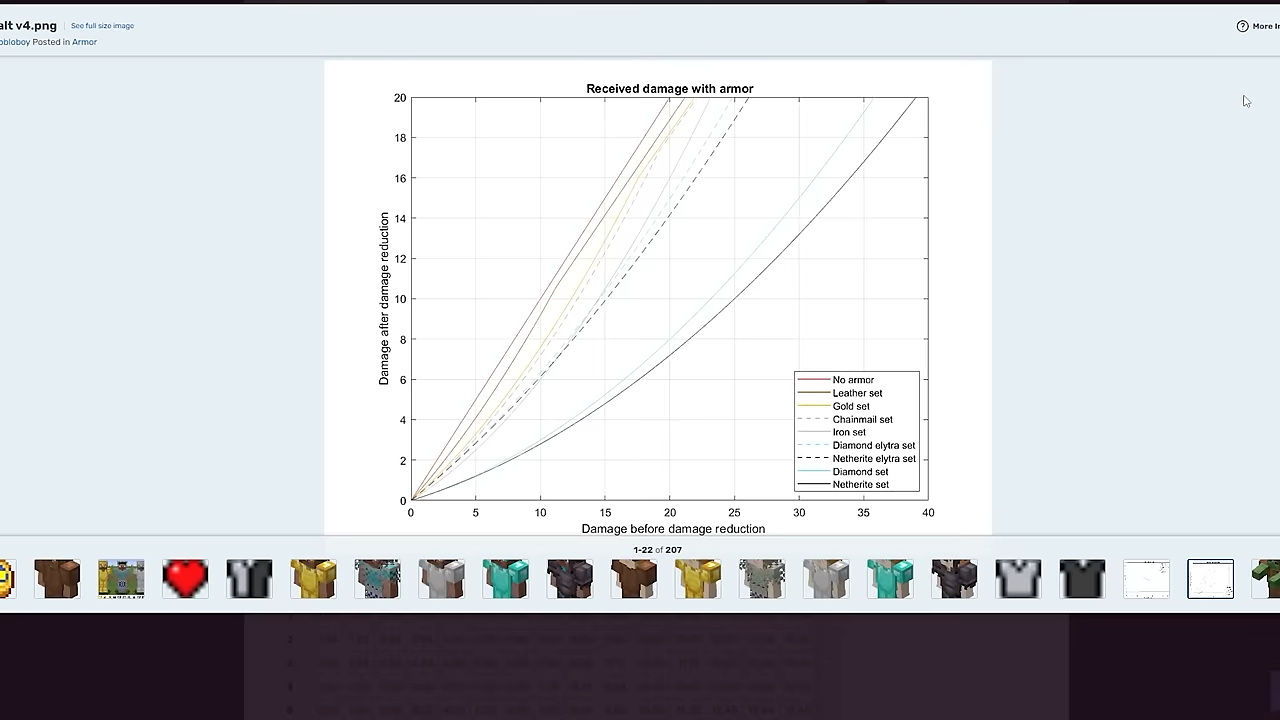 alt v4.png
See full size image
obloboy Posted in Armor
More In
Received damage with armor
Damage after damage reduction
20
18
16
14
12
10
8
6
4
2
0
0 5 10 15 20 25 30 35 40
Damage before damage reduction
No armor
Leather set
Gold set
Chainmail set
Iron set
Diamond elytra set
Netherite elytra set
Diamond set
Netherite set
1-22 of 207